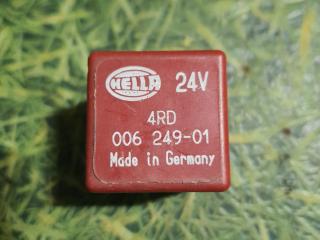 HELLA 24V
4RD
006 249-01
Made in Germany